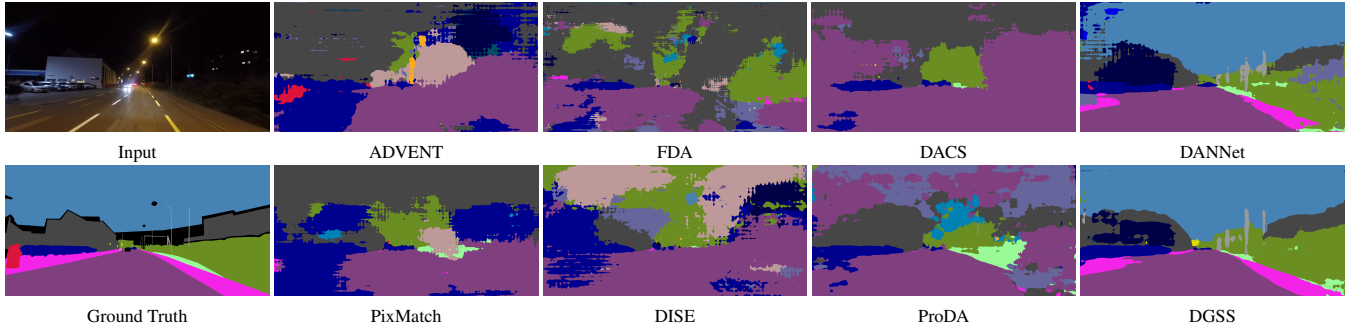 Input
ADVENT
FDA
DACS
DANNet
Ground Truth
PixMatch
DISE
ProDA
DGSS